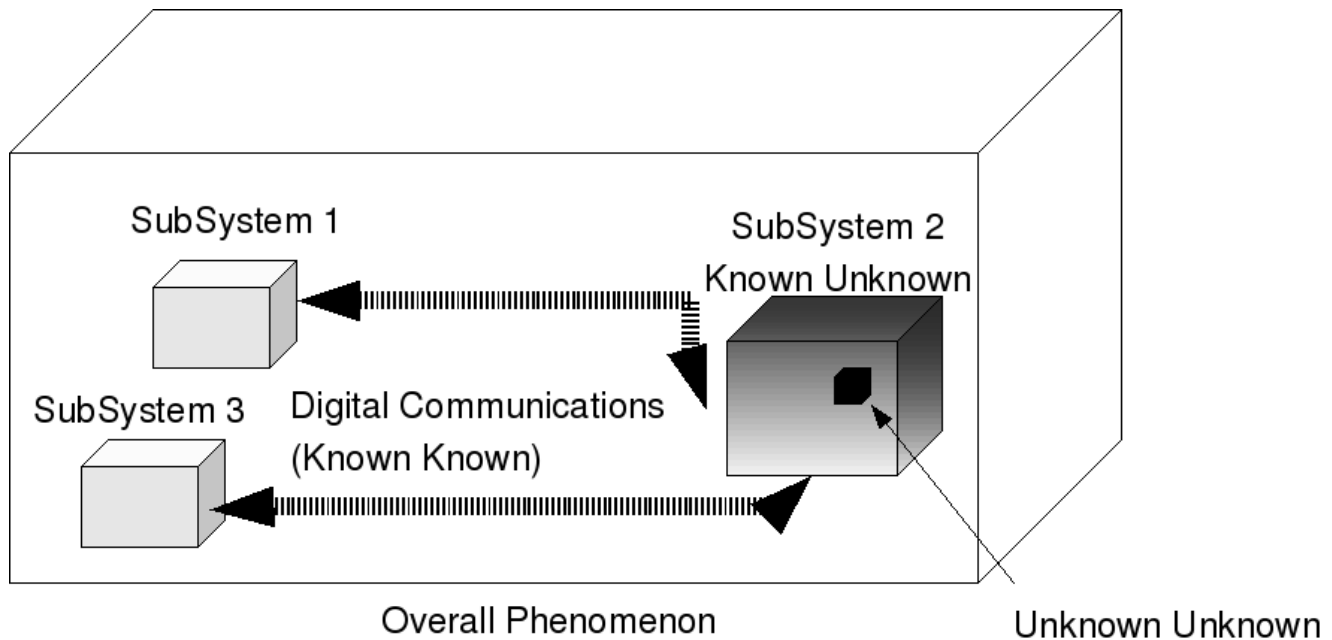 SubSystem 1
SubSystem 2
Known Unknown
SubSystem 3
Digital Communications
(Known Known)
Overall Phenomenon
Unknown Unknown